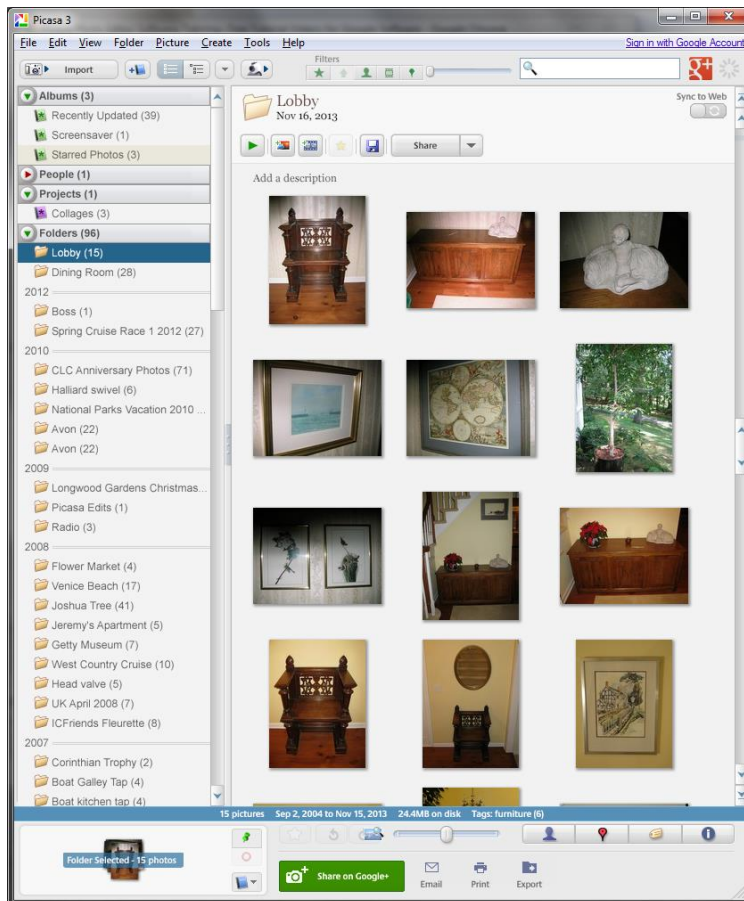 Picasa 3
File Edit View Folder Picture Create Tools Help
Sign in with Google Account
Import
Filters
g+
Albums (3)
Recently Updated (39)
Screensaver (1)
Starred Photos (3)
People (1)
Projects (1)
Collages (3)
Folders (96)
Lobby (15)
Dining Room (28)
2012
Boss (1)
Spring Cruise Race 1 2012 (27)
2010
CLC Anniversary Photos (71)
Halliard swivel (6)
National Parks Vacation 2010 ...
Avon (22)
Avon (22)
2009
Longwood Gardens Christmas...
Picasa Edits (1)
Radio (3)
2008
Flower Market (4)
Venice Beach (17)
Joshua Tree (41)
Jeremy's Apartment (5)
Getty Museum (7)
West Country Cruise (10)
Head valve (5)
UK April 2008 (7)
ICFriends Fleurette (8)
2007
Corinthian Trophy (2)
Boat Galley Tap (4)
Boat kitchen tap (4)
Lobby
Nov 16, 2013
Sync to Web
Share
Add a description
15 pictures Sep 2, 2004 to Nov 15, 2013 24.4MB on disk Tags: furniture (6)
Folder Selected - 15 photos
Share on Google+
Email
Print
Export